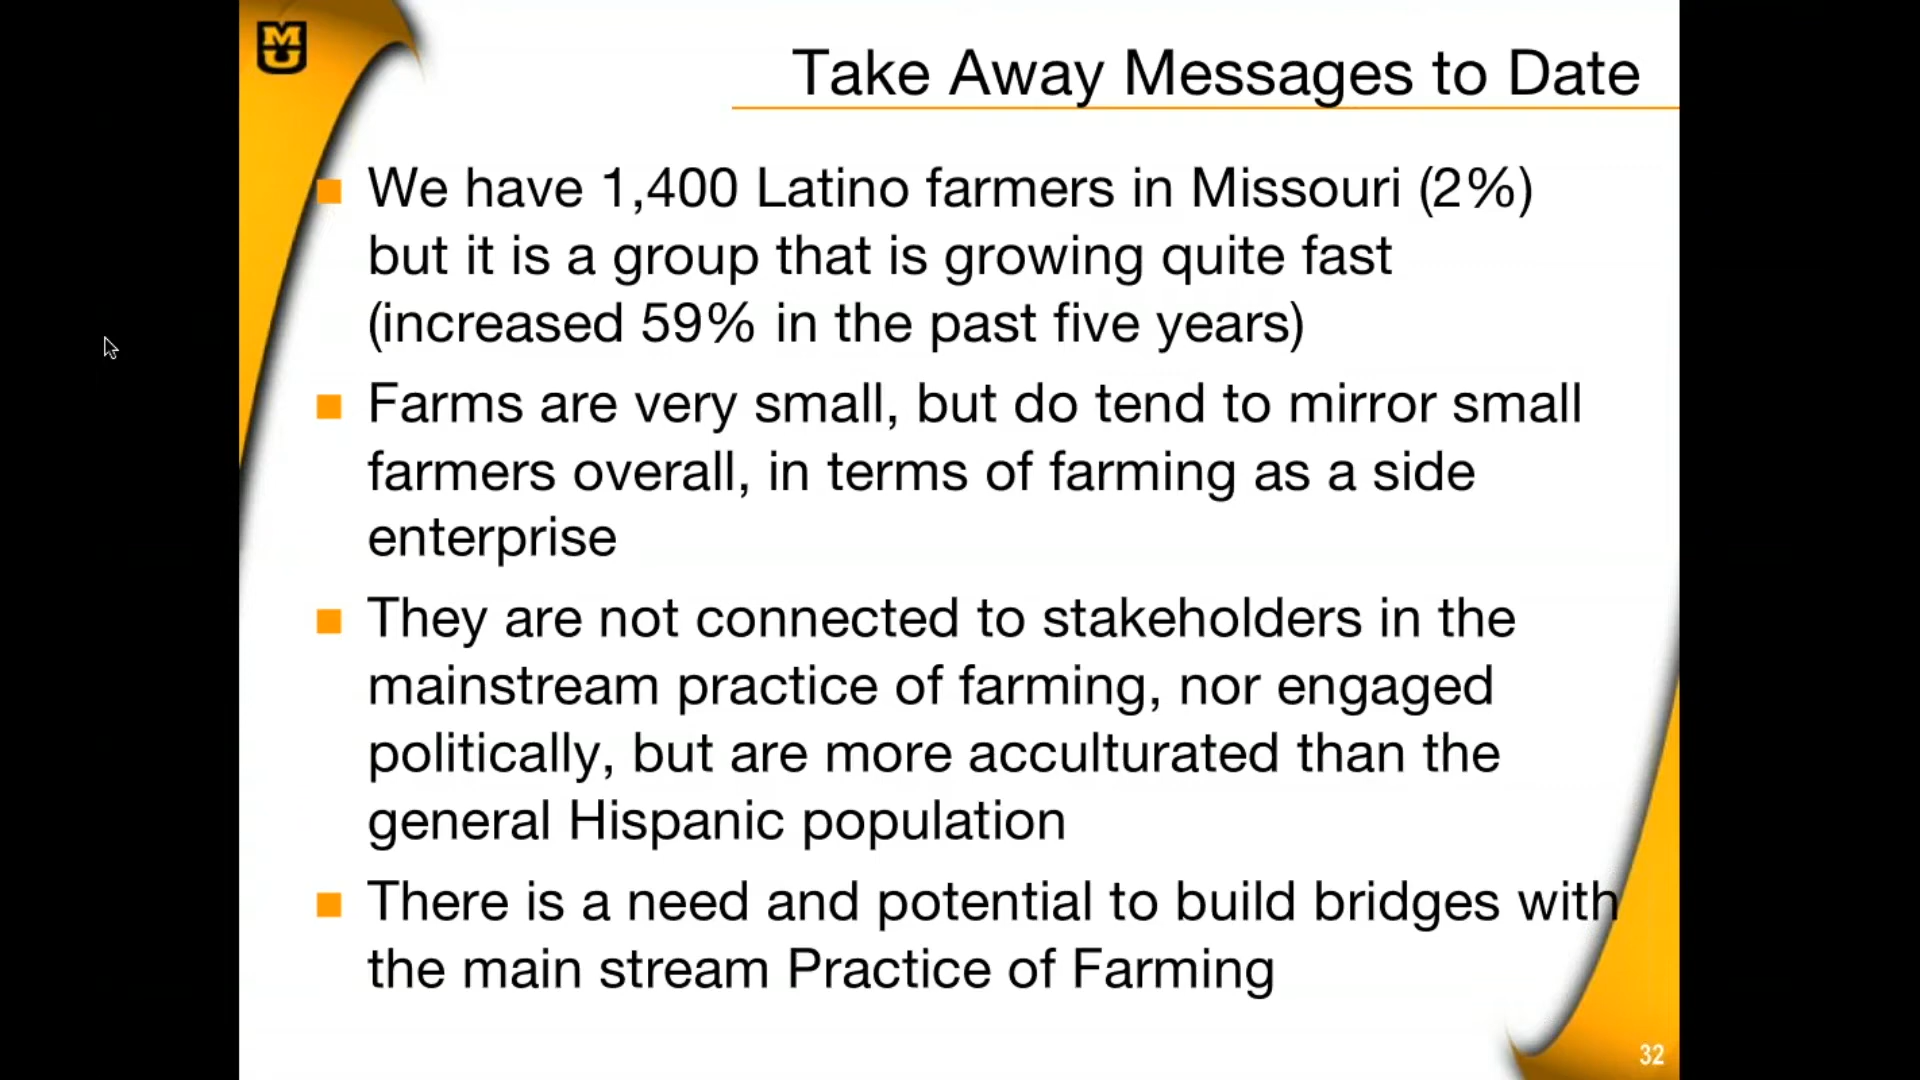 MU
Take Away Messages to Date
We have 1,400 Latino farmers in Missouri (2%)
but it is a group that is growing quite fast
(increased 59% in the past five years)
Farms are very small, but do tend to mirror small
farmers overall, in terms of farming as a side
enterprise
They are not connected to stakeholders in the
mainstream practice of farming, nor engaged
politically, but are more acculturated than the
general Hispanic population
There is a need and potential to build bridges with
the main stream Practice of Farming
32